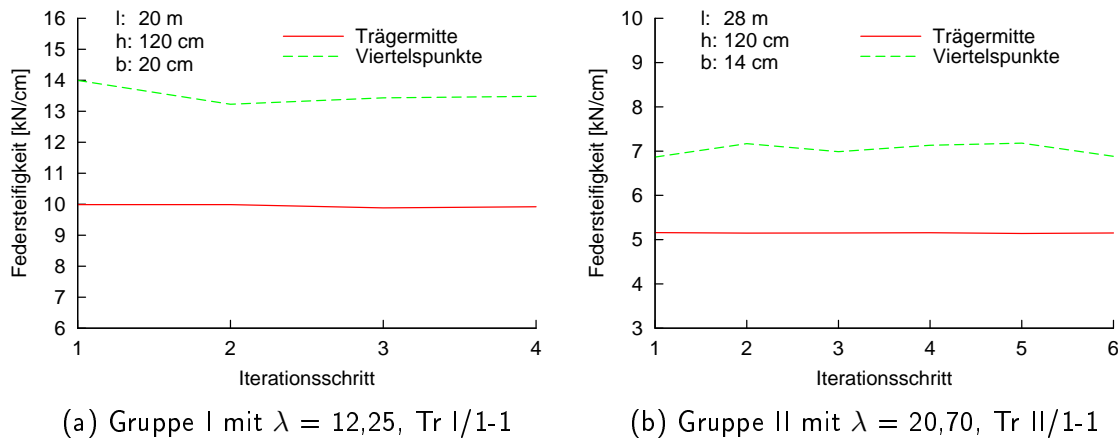 16
15
14
13
12
11
10
9
8
7
6
Federsteifigkeit [kN/cm]
l: 20 m
h: 120 cm
b: 20 cm
Trägermitte
Viertelspunkte
1 2 3 4
Iterationsschritt
(a) Gruppe I mit λ = 12,25, Tr I/1-1
10
9
8
7
6
5
4
3
Federsteifigkeit [kN/cm]
l: 28 m
h: 120 cm
b: 14 cm
Trägermitte
Viertelspunkte
1 2 3 4 5 6
Iterationsschritt
(b) Gruppe II mit λ = 20,70, Tr II/1-1